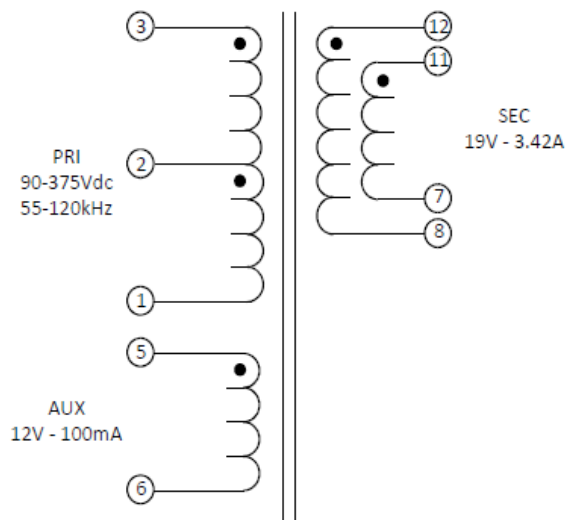 3
12
11
SEC
19V - 3.42A
PRI
90-375Vdc
55-120kHz
2
7
8
1
5
AUX
12V - 100mA
6